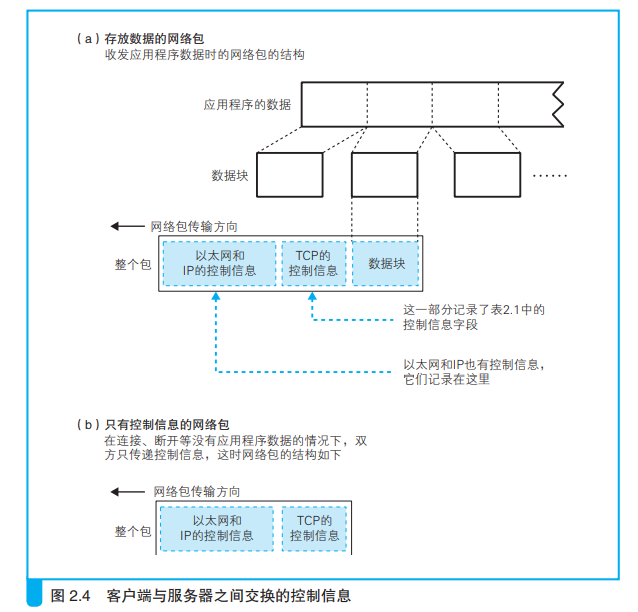 （a）存放数据的网络包
收发应用程序数据时的网络包的结构
应用程序的数据
数据块
……
网络包传输方向
整个包
以太网和
IP的控制信息
TCP的
控制信息
数据块
这一部分记录了表2.1中的
控制信息字段
以太网和IP也有控制信息，
它们记录在这里
（b）只有控制信息的网络包
在连接、断开等没有应用程序数据的情况下，双
方只传递控制信息，这时网络包的结构如下
网络包传输方向
整个包
以太网和
IP的控制信息
TCP的
控制信息
图 2.4 客户端与服务器之间交换的控制信息